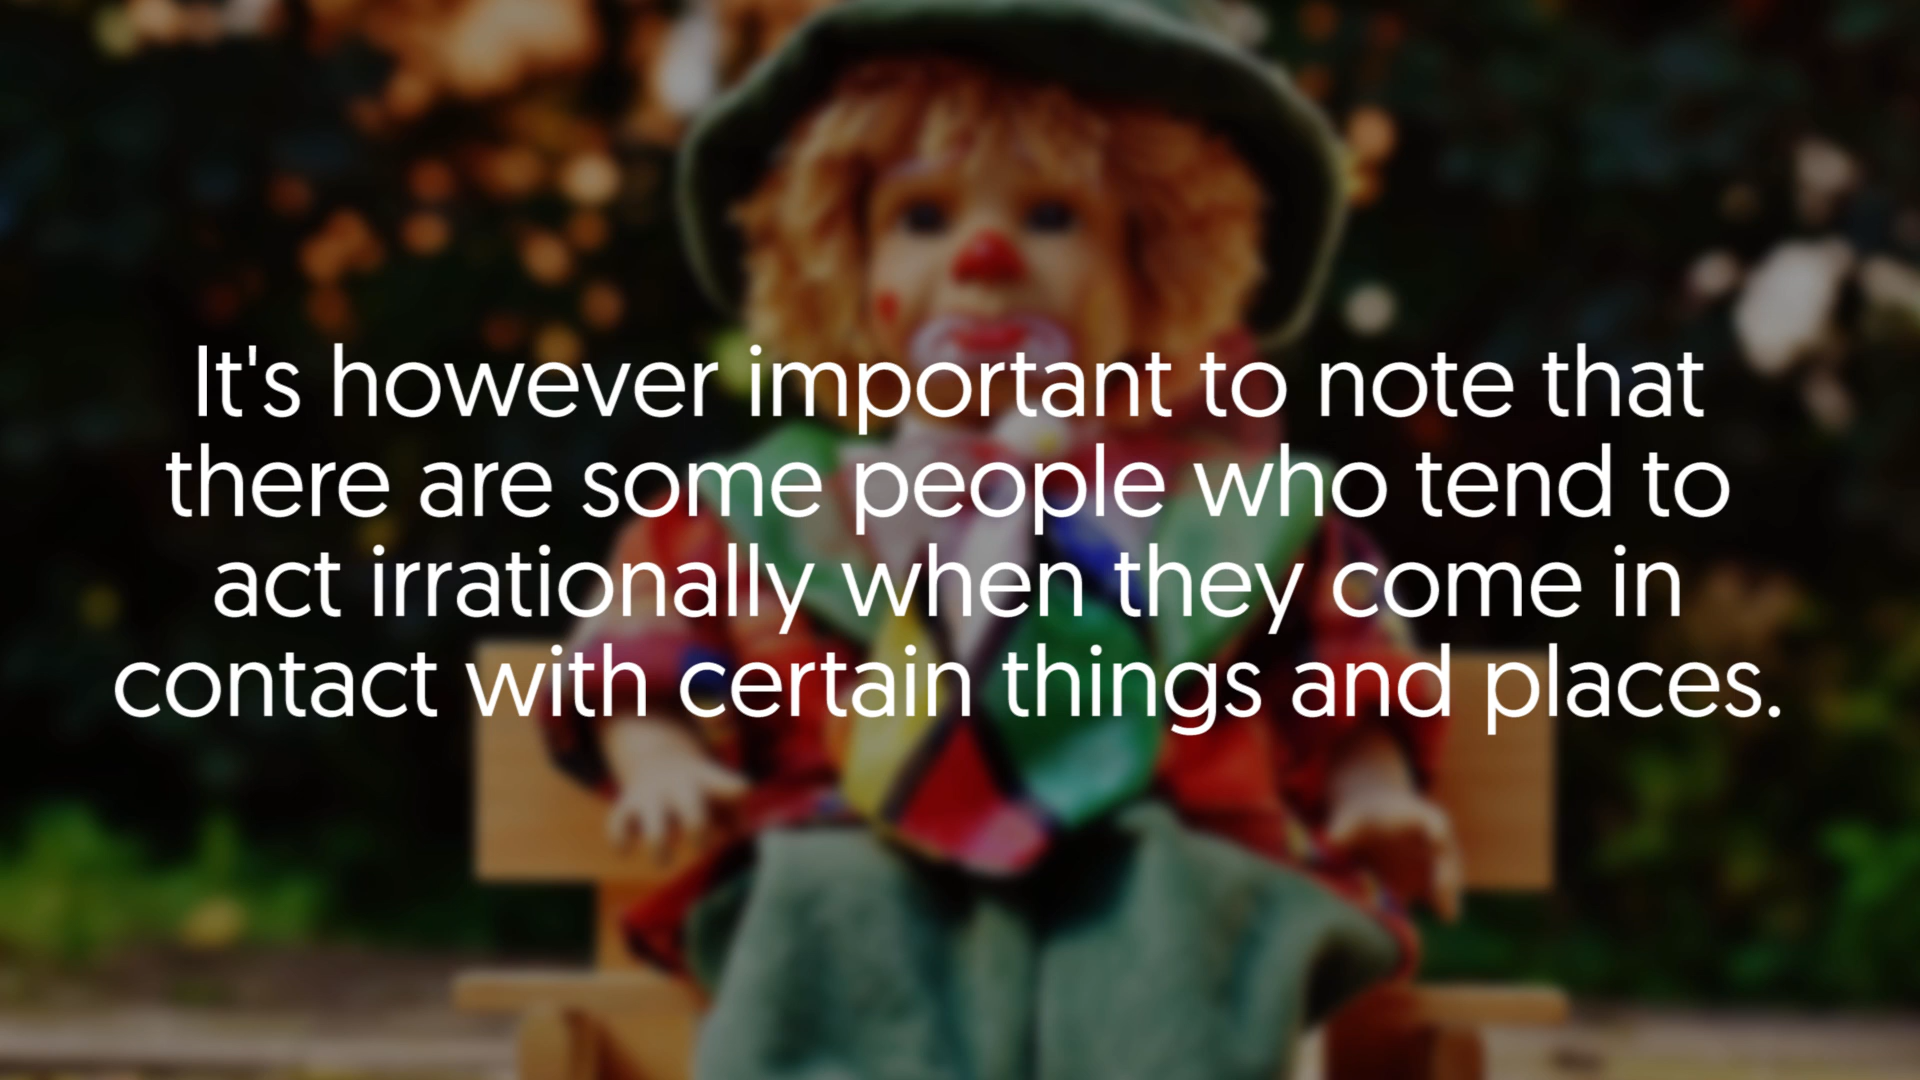 It's however important to note that
there are some people who tend to
act irrationally when they come in
contact with certain things and places.